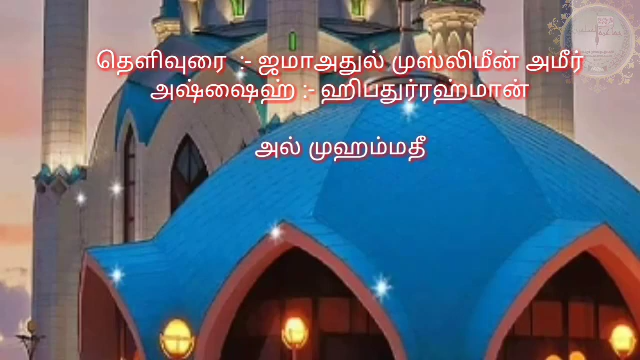 தெளிவுரை :- ஜமாஅதுல் முஸ்லிமீன் அமீர்
அஷ்ஷைஹ் :- ஹிபதுர்ரஹ்மான்
அல் முஹம்மதீ